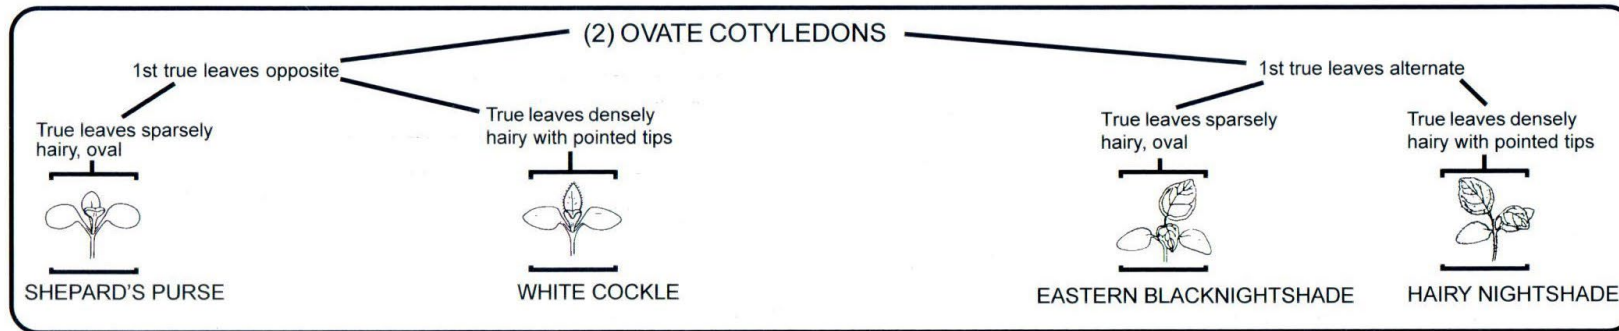 (2) OVATE COTYLEDONS
1st true leaves opposite
1st true leaves alternate
True leaves sparsely
hairy, oval
True leaves densely
hairy with pointed tips
True leaves sparsely
hairy, oval
True leaves densely
hairy with pointed tips
SHEPARD'S PURSE
WHITE COCKLE
EASTERN BLACKNIGHTSHADE
HAIRY NIGHTSHADE